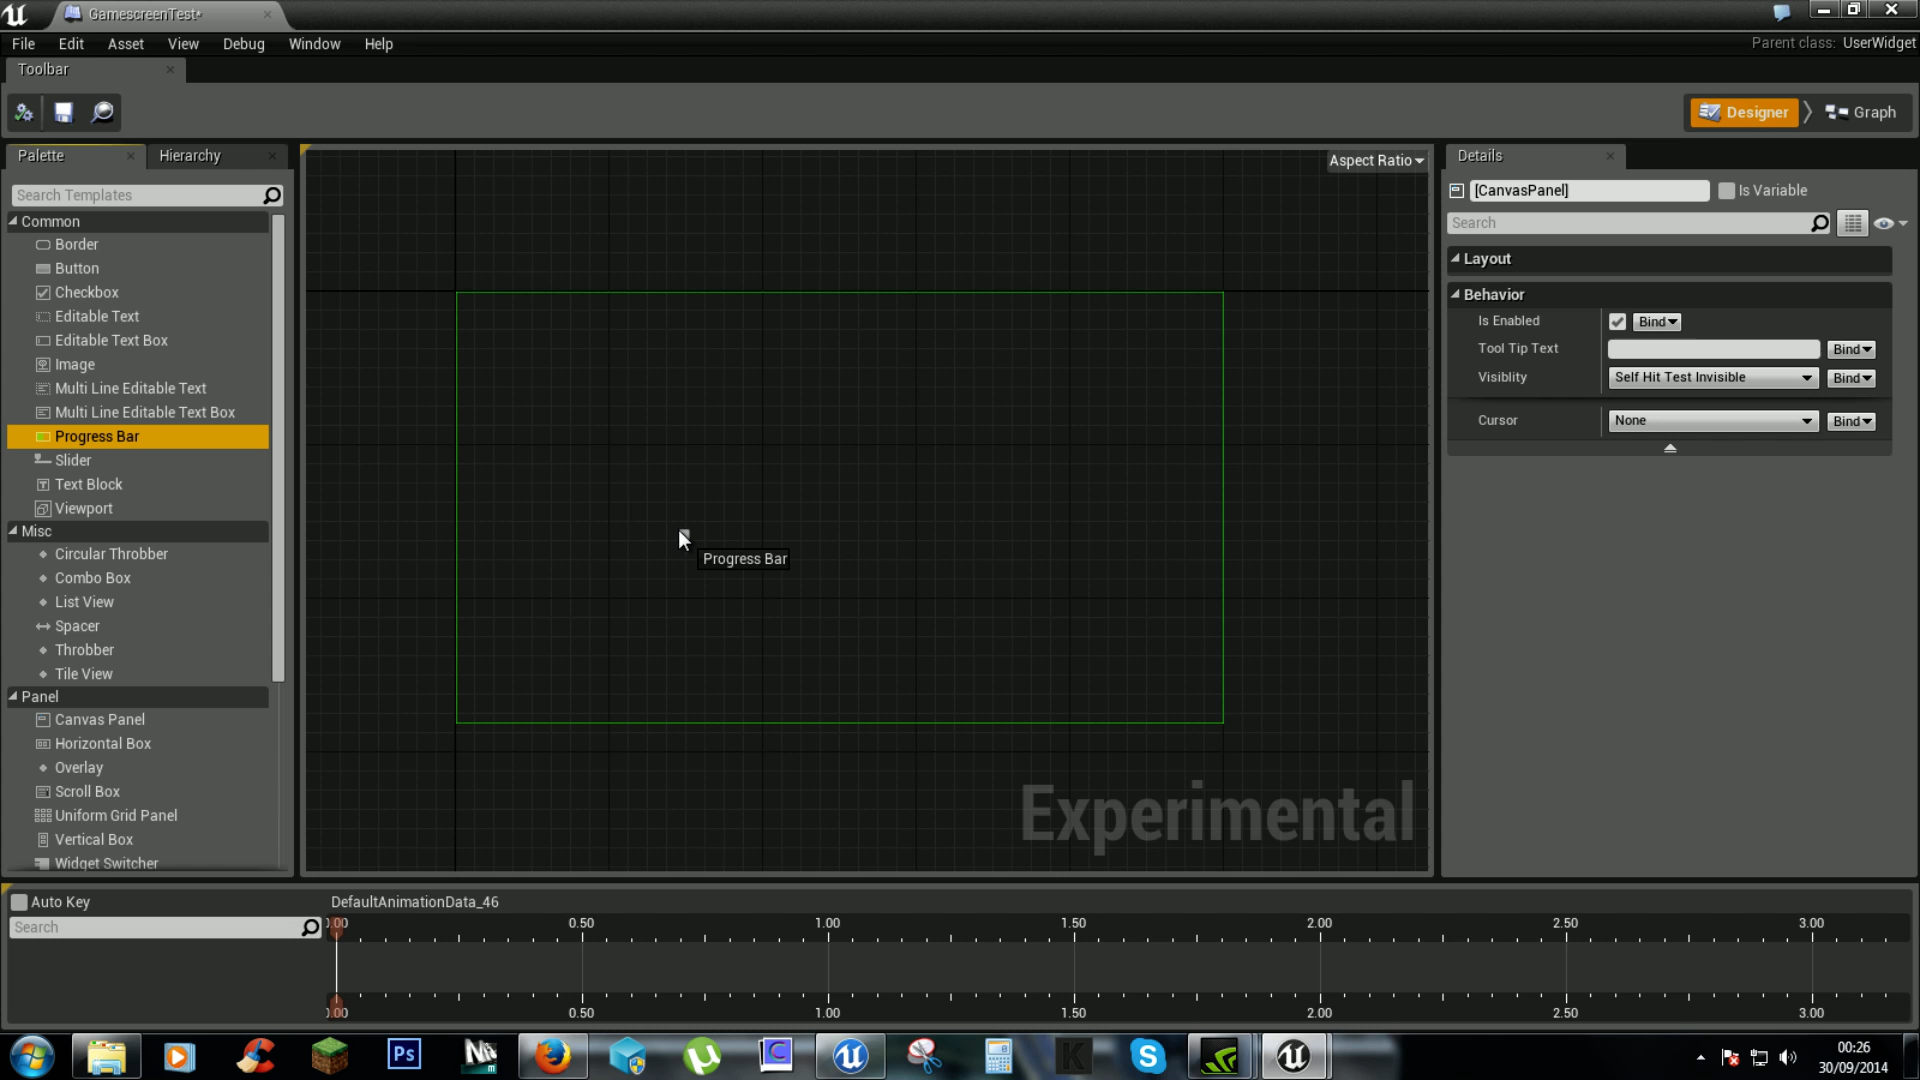 GamescreenTest*
File Edit Asset View Debug Window Help
Parent class: UserWidget
Toolbar
Designer Graph
Palette Hierarchy
Search Templates
Common
Border
Button
Checkbox
Editable Text
Editable Text Box
Image
Multi Line Editable Text
Multi Line Editable Text Box
Progress Bar
Slider
Text Block
Viewport
Misc
Circular Throbber
Combo Box
List View
Spacer
Throbber
Tile View
Panel
Canvas Panel
Horizontal Box
Overlay
Scroll Box
Uniform Grid Panel
Vertical Box
Widget Switcher
Aspect Ratio
Progress Bar
Experimental
Details
[CanvasPanel] Is Variable
Search
Layout
Behavior
Is Enabled Bind
Tool Tip Text Bind
Visiblity Self Hit Test Invisible Bind
Cursor None Bind
Auto Key
Search
DefaultAnimationData_46
0.00 0.50 1.00 1.50 2.00 2.50 3.00
0.00 0.50 1.00 1.50 2.00 2.50 3.00
Ps
C
K
S
00:26
30/09/2014